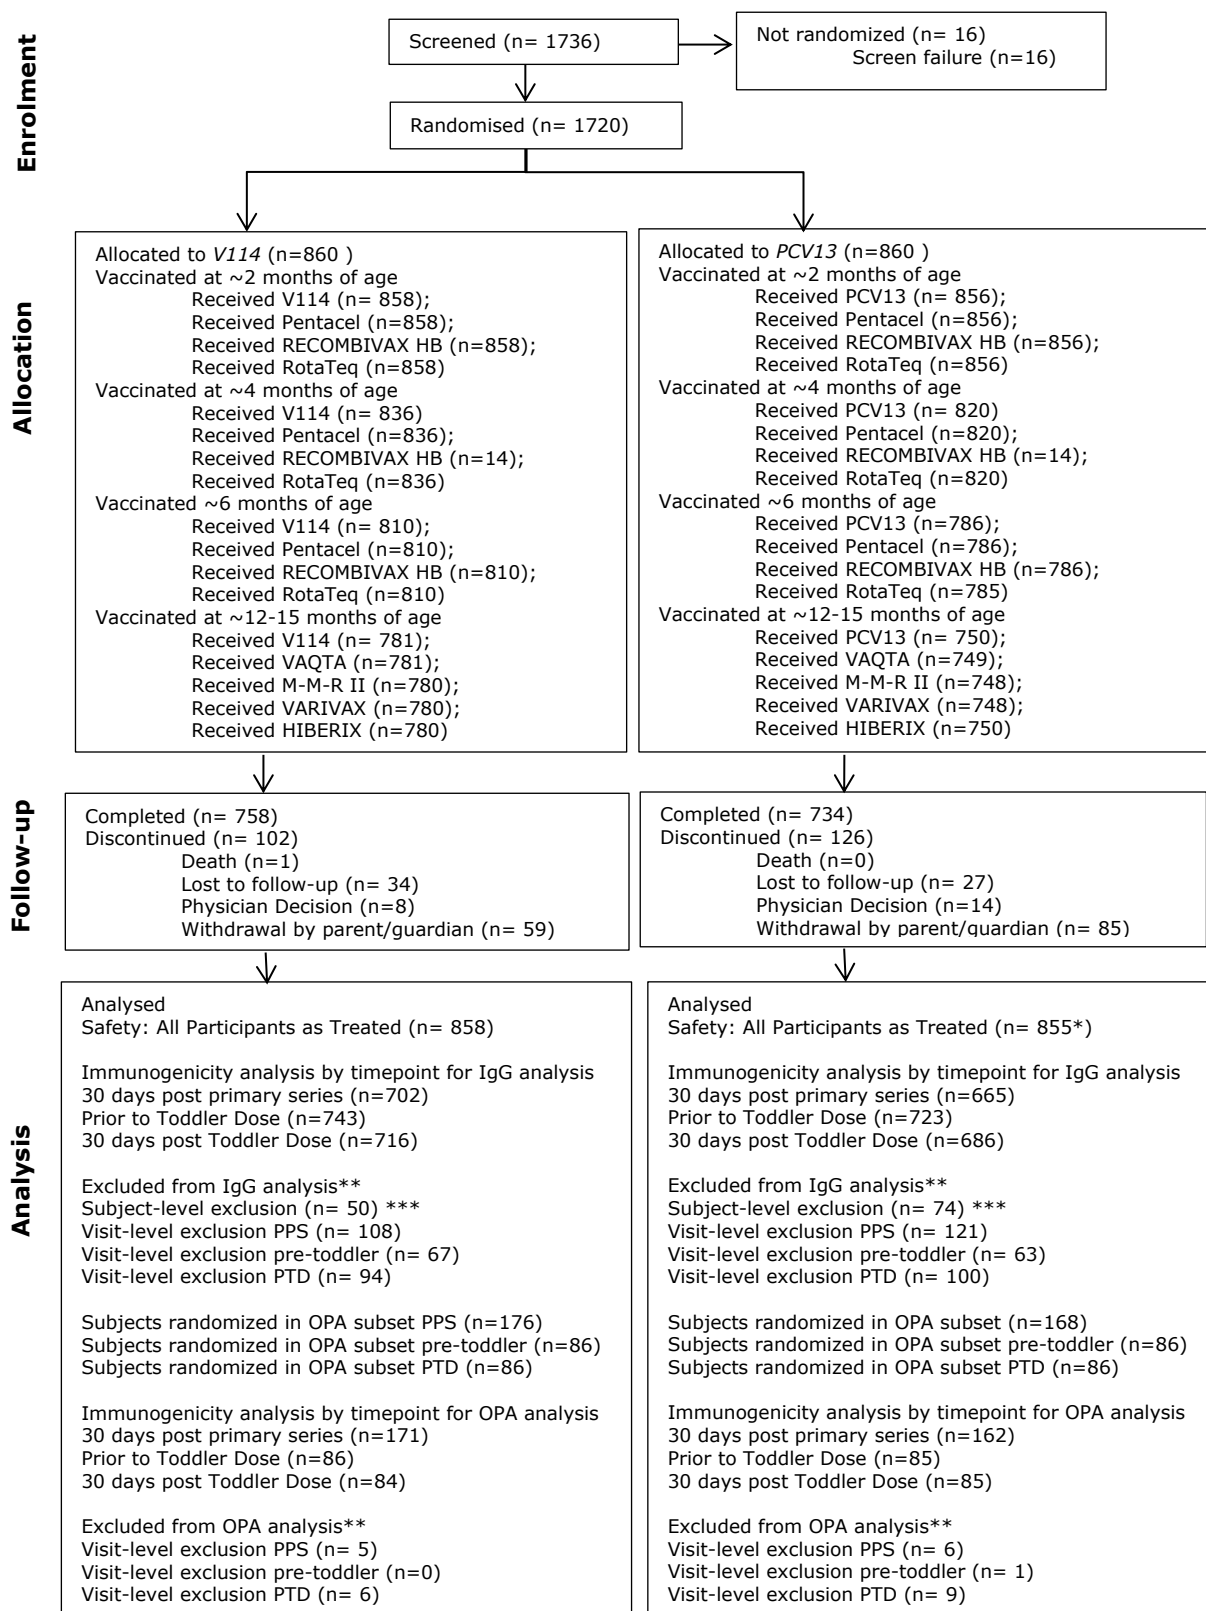 Enrolment
Screened (n= 1736)
Not randomized (n= 16)
Screen failure (n=16)
Randomised (n= 1720)
Allocation
Allocated to V114 (n=860 )
Vaccinated at ~2 months of age
Received V114 (n= 858);
Received Pentacel (n=858);
Received RECOMBIVAX HB (n=858);
Received RotaTeq (n=858)
Vaccinated at ~4 months of age
Received V114 (n= 836)
Received Pentacel (n=836);
Received RECOMBIVAX HB (n=14);
Received RotaTeq (n=836)
Vaccinated ~6 months of age
Received V114 (n= 810);
Received Pentacel (n=810);
Received RECOMBIVAX HB (n=810);
Received RotaTeq (n=810)
Vaccinated at ~12-15 months of age
Received V114 (n= 781);
Received VAQTA (n=781);
Received M-M-R II (n=780);
Received VARIVAX (n=780);
Received HIBERIX (n=780)
Allocated to PCV13 (n=860 )
Vaccinated at ~2 months of age
Received PCV13 (n= 856);
Received Pentacel (n=856);
Received RECOMBIVAX HB (n=856);
Received RotaTeq (n=856)
Vaccinated at ~4 months of age
Received PCV13 (n= 820)
Received Pentacel (n=820);
Received RECOMBIVAX HB (n=14);
Received RotaTeq (n=820)
Vaccinated ~6 months of age
Received PCV13 (n=786);
Received Pentacel (n=786);
Received RECOMBIVAX HB (n=786);
Received RotaTeq (n=785)
Vaccinated at ~12-15 months of age
Received PCV13 (n= 750);
Received VAQTA (n=749);
Received M-M-R II (n=748);
Received VARIVAX (n=748);
Received HIBERIX (n=750)
Follow-up
Completed (n= 758)
Discontinued (n= 102)
Death (n=1)
Lost to follow-up (n= 34)
Physician Decision (n=8)
Withdrawal by parent/guardian (n= 59)
Completed (n= 734)
Discontinued (n= 126)
Death (n=0)
Lost to follow-up (n= 27)
Physician Decision (n=14)
Withdrawal by parent/guardian (n= 85)
Analysis
Analysed
Safety: All Participants as Treated (n= 858)
Immunogenicity analysis by timepoint for IgG analysis
30 days post primary series (n=702)
Prior to Toddler Dose (n=743)
30 days post Toddler Dose (n=716)
Excluded from IgG analysis**
Subject-level exclusion (n= 50) ***
Visit-level exclusion PPS (n= 108)
Visit-level exclusion pre-toddler (n= 67)
Visit-level exclusion PTD (n= 94)
Subjects randomized in OPA subset PPS (n=176)
Subjects randomized in OPA subset pre-toddler (n=86)
Subjects randomized in OPA subset PTD (n=86)
Immunogenicity analysis by timepoint for OPA analysis
30 days post primary series (n=171)
Prior to Toddler Dose (n=86)
30 days post Toddler Dose (n=84)
Excluded from OPA analysis**
Visit-level exclusion PPS (n= 5)
Visit-level exclusion pre-toddler (n=0)
Visit-level exclusion PTD (n= 6)
Analysed
Safety: All Participants as Treated (n= 855*)
Immunogenicity analysis by timepoint for IgG analysis
30 days post primary series (n=665)
Prior to Toddler Dose (n=723)
30 days post Toddler Dose (n=686)
Excluded from IgG analysis**
Subject-level exclusion (n= 74) ***
Visit-level exclusion PPS (n= 121)
Visit-level exclusion pre-toddler (n= 63)
Visit-level exclusion PTD (n= 100)
Subjects randomized in OPA subset (n=168)
Subjects randomized in OPA subset pre-toddler (n=86)
Subjects randomized in OPA subset PTD (n=86)
Immunogenicity analysis by timepoint for OPA analysis
30 days post primary series (n=162)
Prior to Toddler Dose (n=85)
30 days post Toddler Dose (n=85)
Excluded from OPA analysis**
Visit-level exclusion PPS (n= 6)
Visit-level exclusion pre-toddler (n= 1)
Visit-level exclusion PTD (n= 9)